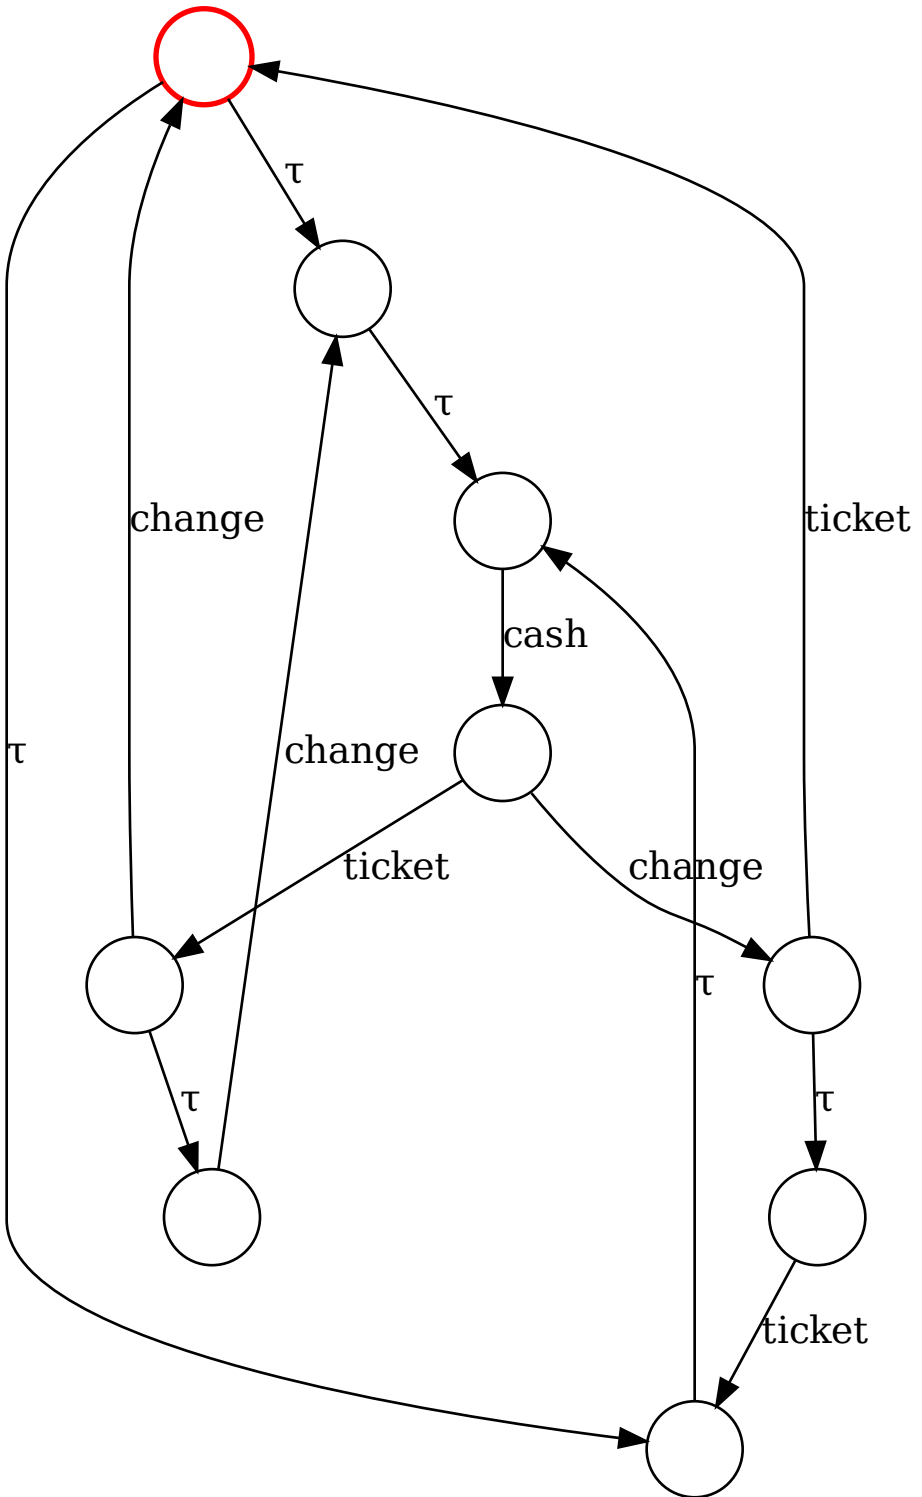 τ
τ
change
ticket
cash
τ
change
ticket
change
τ
τ
τ
ticket